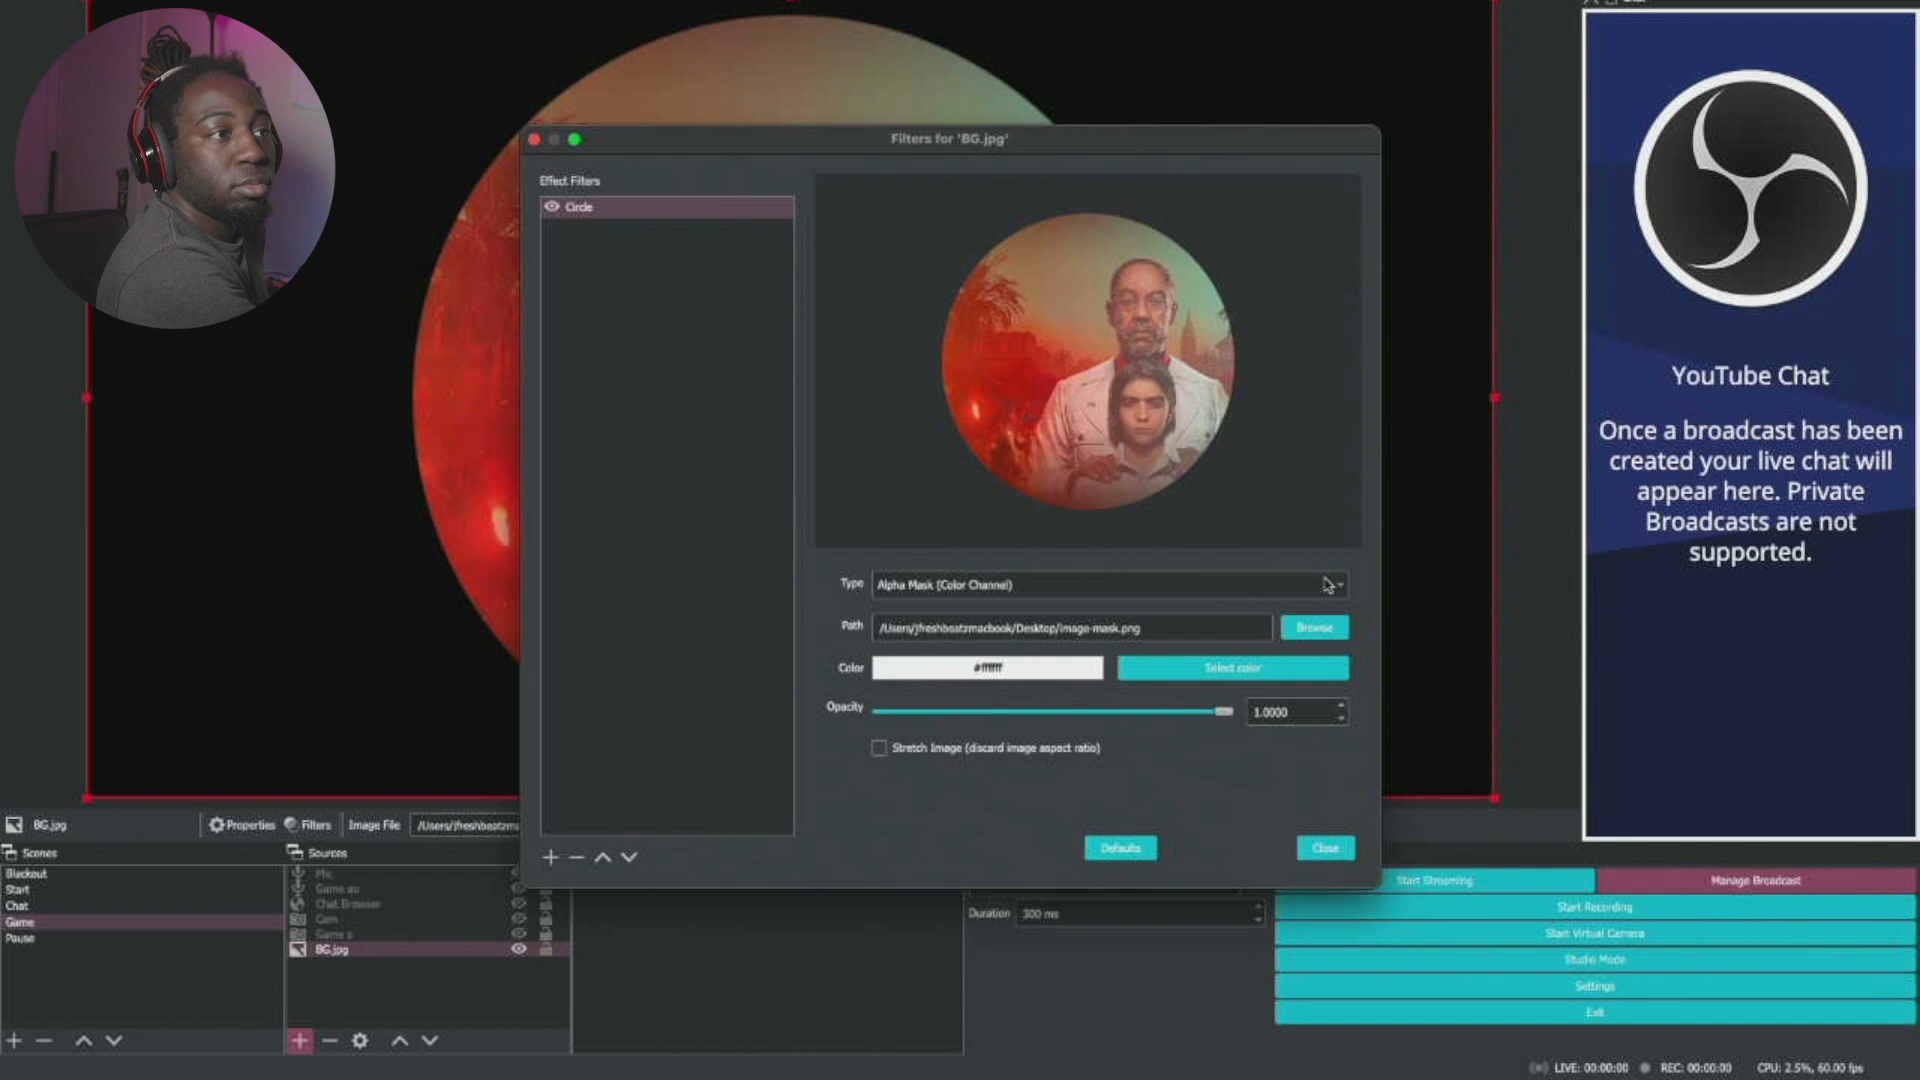 Filters for 'BG.jpg'
Effect Filters
Circle
Type
Alpha Mask (Color Channel)
Path
/Users/jfreshbeatzmacbook/Desktop/image-mask.png
Browse
Color
#ffffff
Select color
Opacity
1.0000
Stretch Image (discard image aspect ratio)
Defaults
Close
YouTube Chat
Once a broadcast has been
created your live chat will
appear here. Private
Broadcasts are not
supported.
BG.jpg
Properties
Filters
Image File
/Users/jfreshbeatzma
Scenes
Blackout
Start
Chat
Game
Pause
Sources
Mic
Game au
Chat Browser
Cam
Game s
BG.jpg
Duration
300 ms
Start Streaming
Manage Broadcast
Start Recording
Start Virtual Camera
Studio Mode
Settings
Exit
LIVE: 00:00:00
REC: 00:00:00
CPU: 2.5%, 60.00 fps